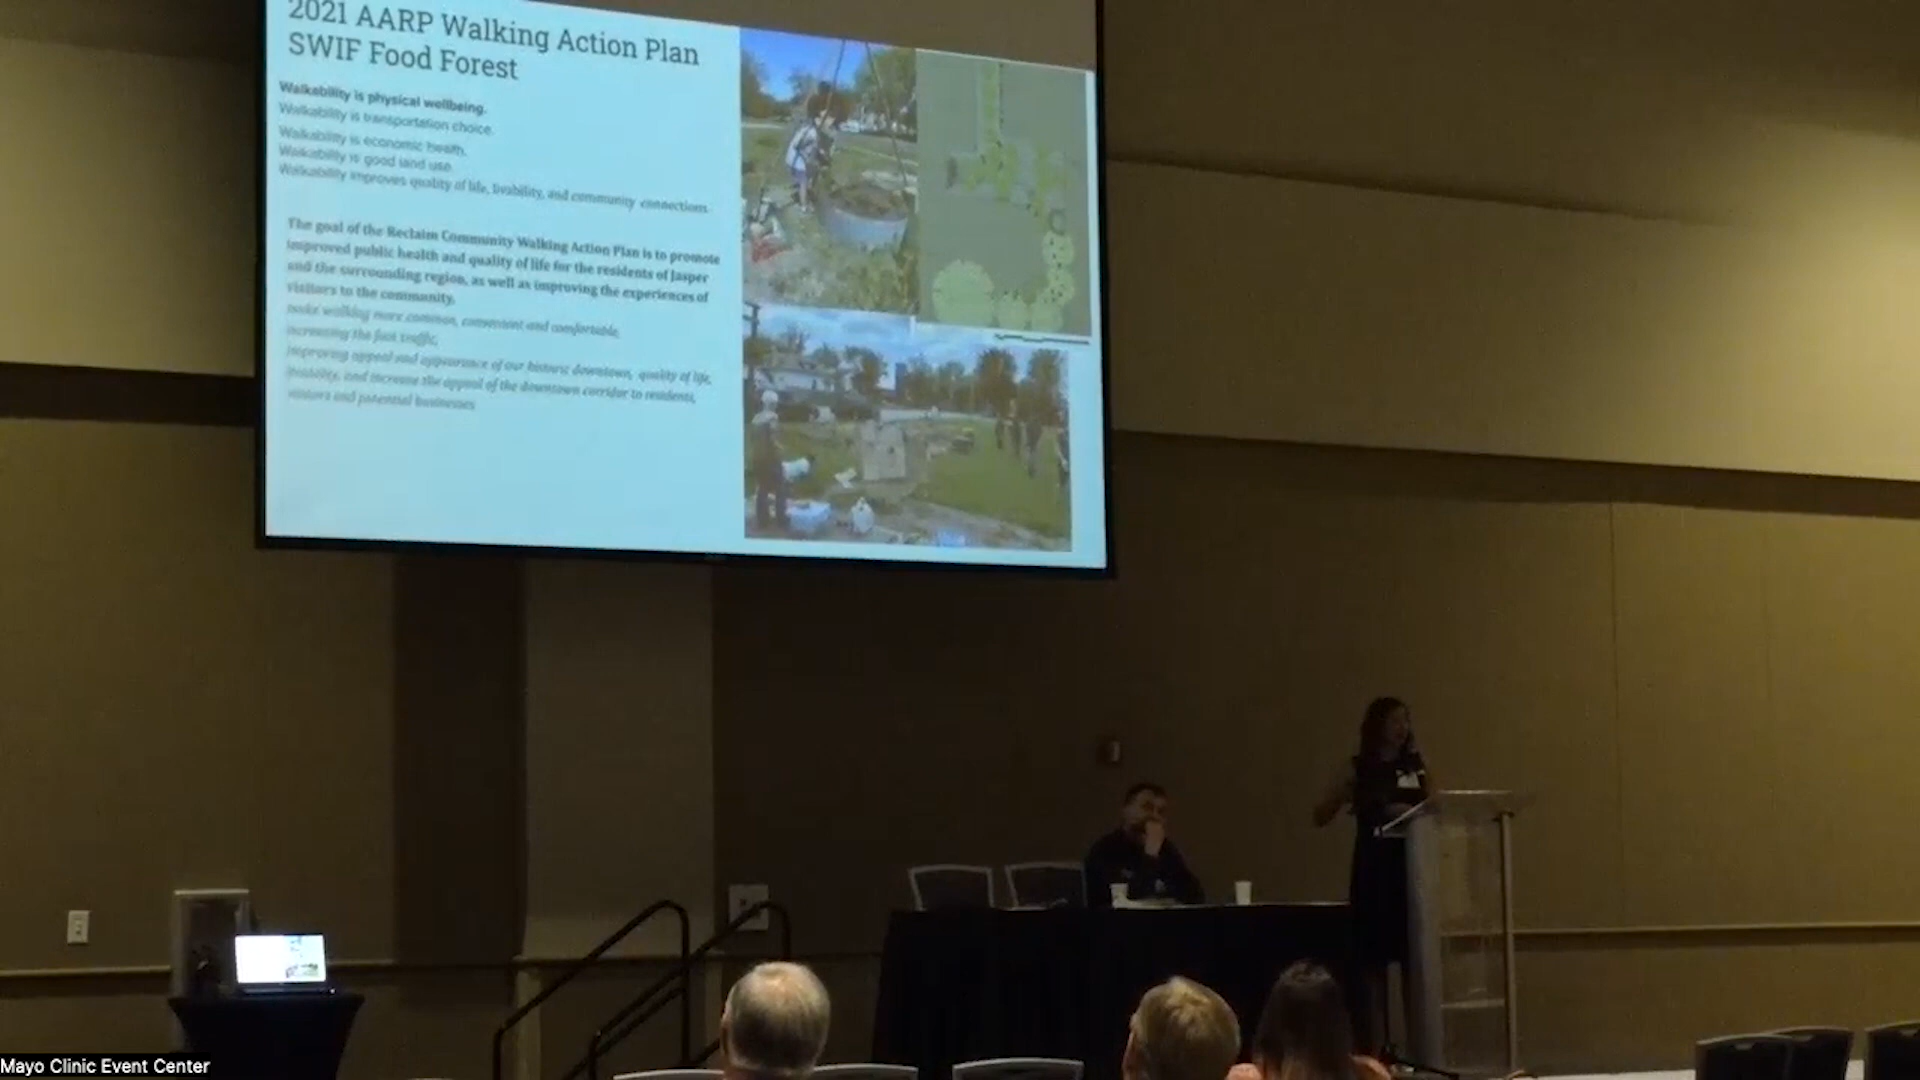 2021 AARP Walking Action Plan
SWIF Food Forest
Walkability is physical wellbeing.
Walkability is transportation choice.
Walkability is economic health.
Walkability is good land use.
Walkability improves quality of life, livability, and community connections.
The goal of the Reclaim Community Walking Action Plan is to promote
improved public health and quality of life for the residents of Jasper
and the surrounding region, as well as improving the experiences of
visitors to the community.
make walking more common, convenient and comfortable,
increasing the foot traffic,
improving appeal and appearance of our historic downtown, quality of life,
livability, and increase the appeal of the downtown corridor to residents,
visitors and potential businesses
Mayo Clinic Event Center